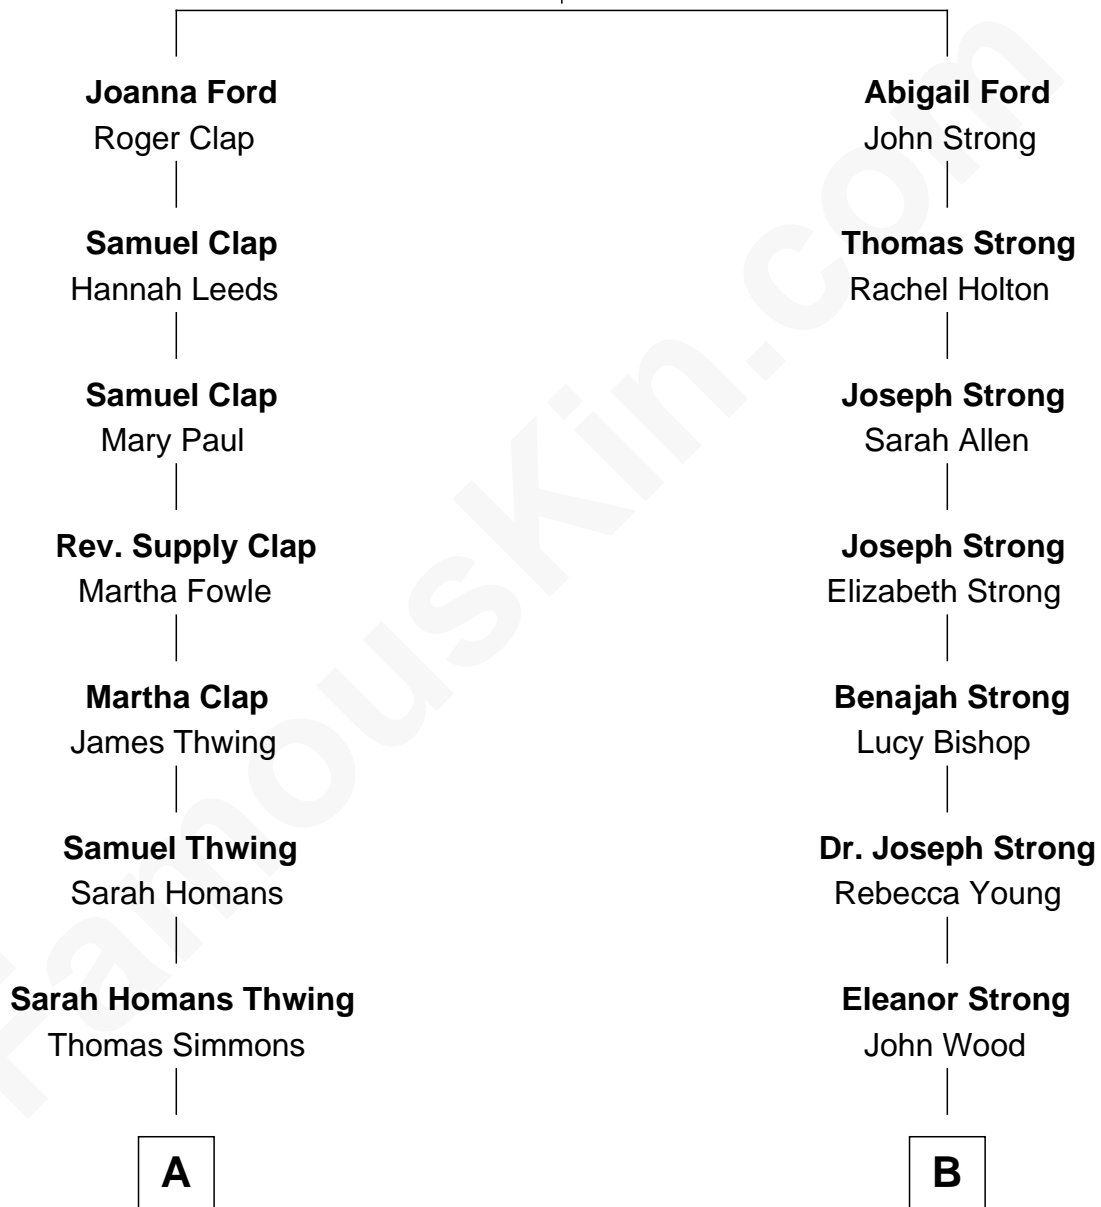 Joanna Ford
Roger Clap
Samuel Clap
Hannah Leeds
Samuel Clap
Mary Paul
Rev. Supply Clap
Martha Fowle
Martha Clap
James Thwing
Samuel Thwing
Sarah Homans
Sarah Homans Thwing
Thomas Simmons
A
Abigail Ford
John Strong
Thomas Strong
Rachel Holton
Joseph Strong
Sarah Allen
Joseph Strong
Elizabeth Strong
Benajah Strong
Lucy Bishop
Dr. Joseph Strong
Rebecca Young
Eleanor Strong
John Wood
B
FamousKin.com